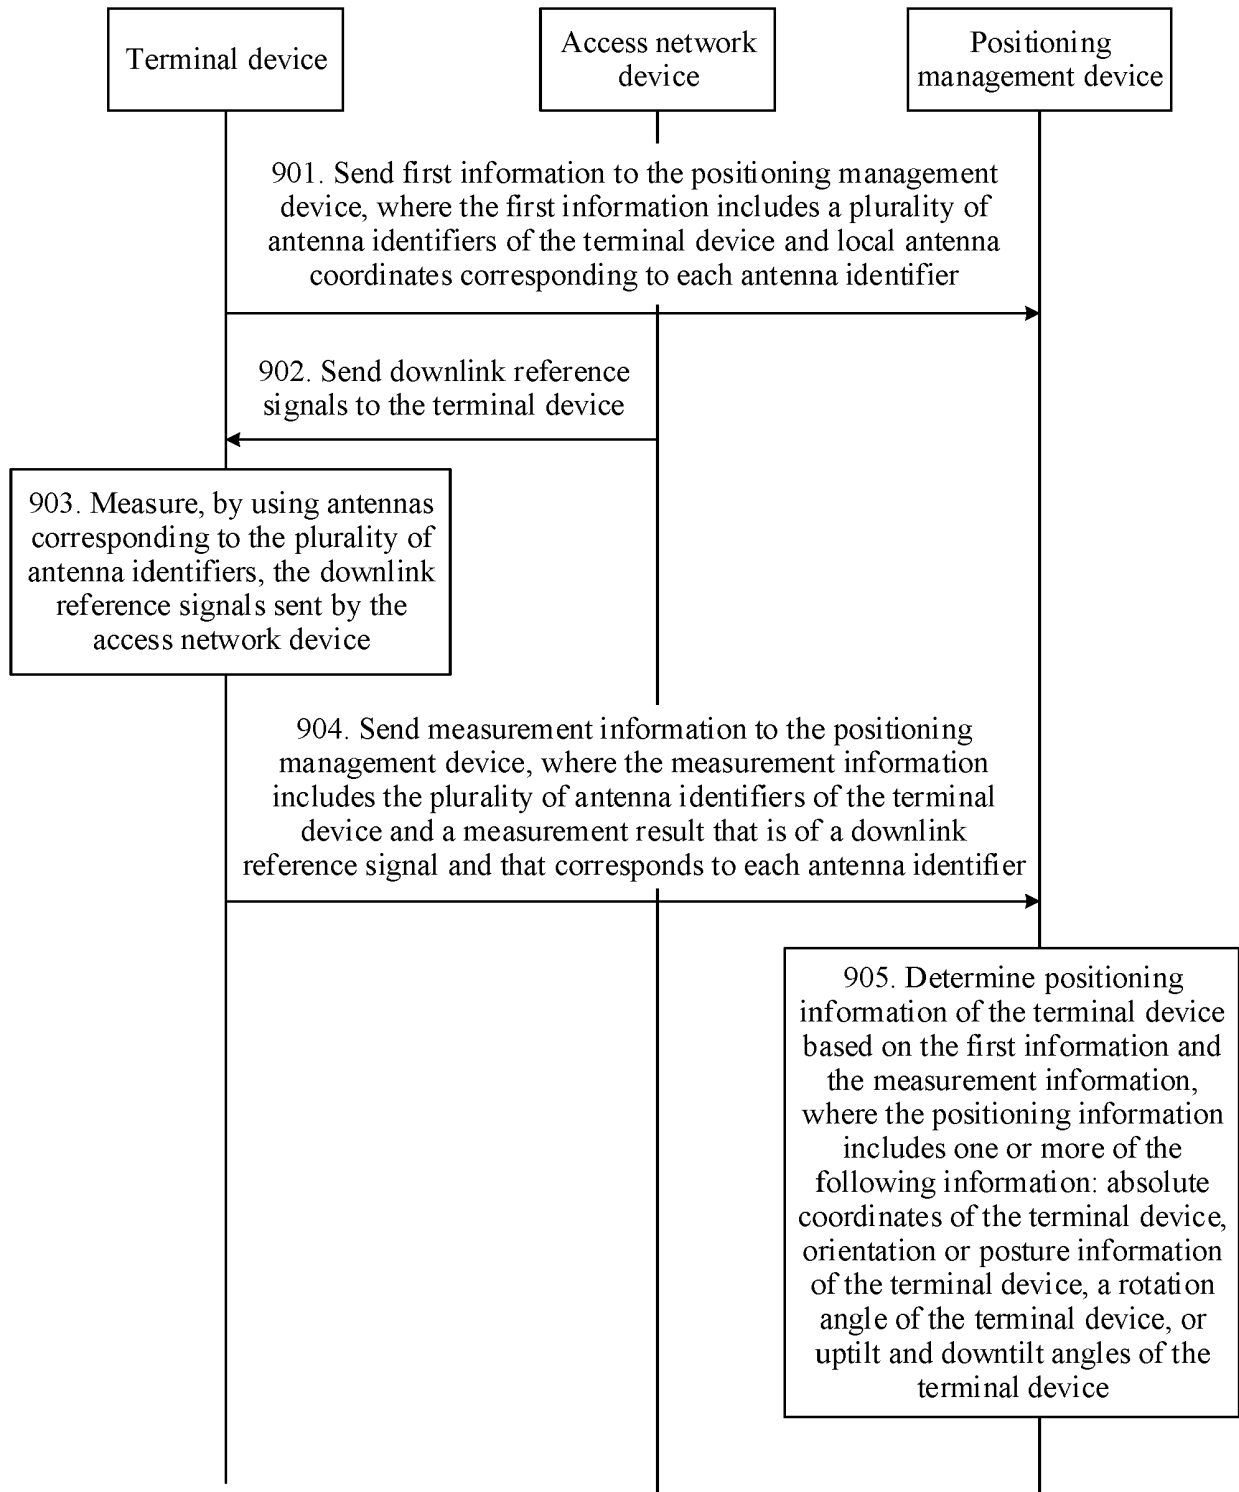 Terminal device
Access network
device
Positioning
management device
901. Send first information to the positioning management
device, where the first information includes a plurality of
antenna identifiers of the terminal device and local antenna
coordinates corresponding to each antenna identifier
902. Send downlink reference
signals to the terminal device
903. Measure, by using antennas
corresponding to the plurality of
antenna identifiers, the downlink
reference signals sent by the
access network device
904. Send measurement information to the positioning
management device, where the measurement information
includes the plurality of antenna identifiers of the terminal
device and a measurement result that is of a downlink
reference signal and that corresponds to each antenna identifier
905. Determine positioning
information of the terminal device
based on the first information and
the measurement information,
where the positioning information
includes one or more of the
following information: absolute
coordinates of the terminal device,
orientation or posture information
of the terminal device, a rotation
angle of the terminal device, or
uptilt and downtilt angles of the
terminal device